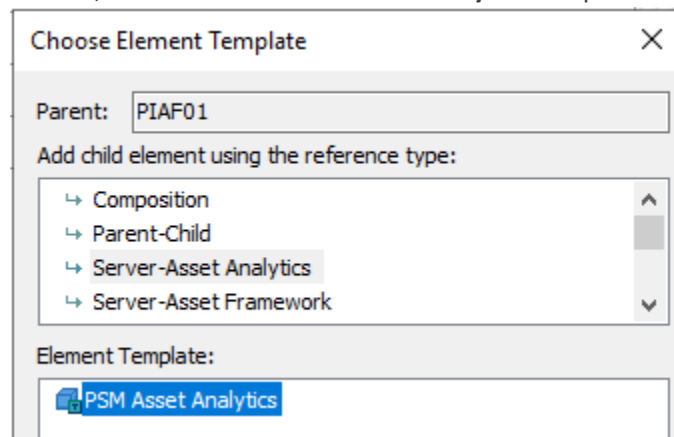 Choose Element Template
Parent: PIAF01
Add child element using the reference type:
Composition
Parent-Child
Server-Asset Analytics
Server-Asset Framework
Element Template:
PSM Asset Analytics